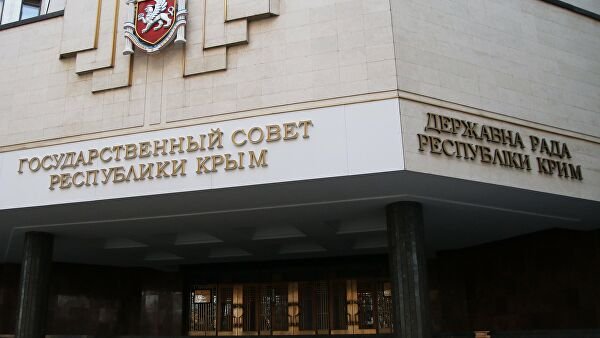 ГОСУДАРСТВЕННЫЙ СОВЕТ
РЕСПУБЛИКИ КРЫМ
ДЕРЖАВНА РАДА
РЕСПУБЛІКИ КРИМ